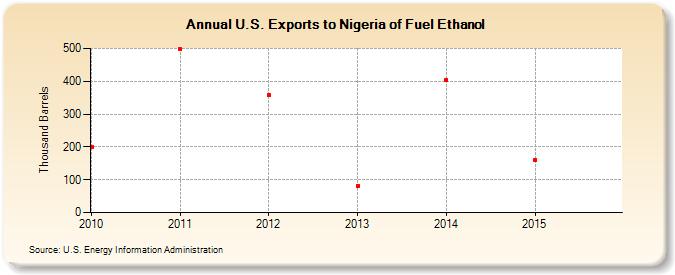 Annual U.S. Exports to Nigeria of Fuel Ethanol
Thousand Barrels
500
400
300
200
100
0
2010 2011 2012 2013 2014 2015
Source: U.S. Energy Information Administration